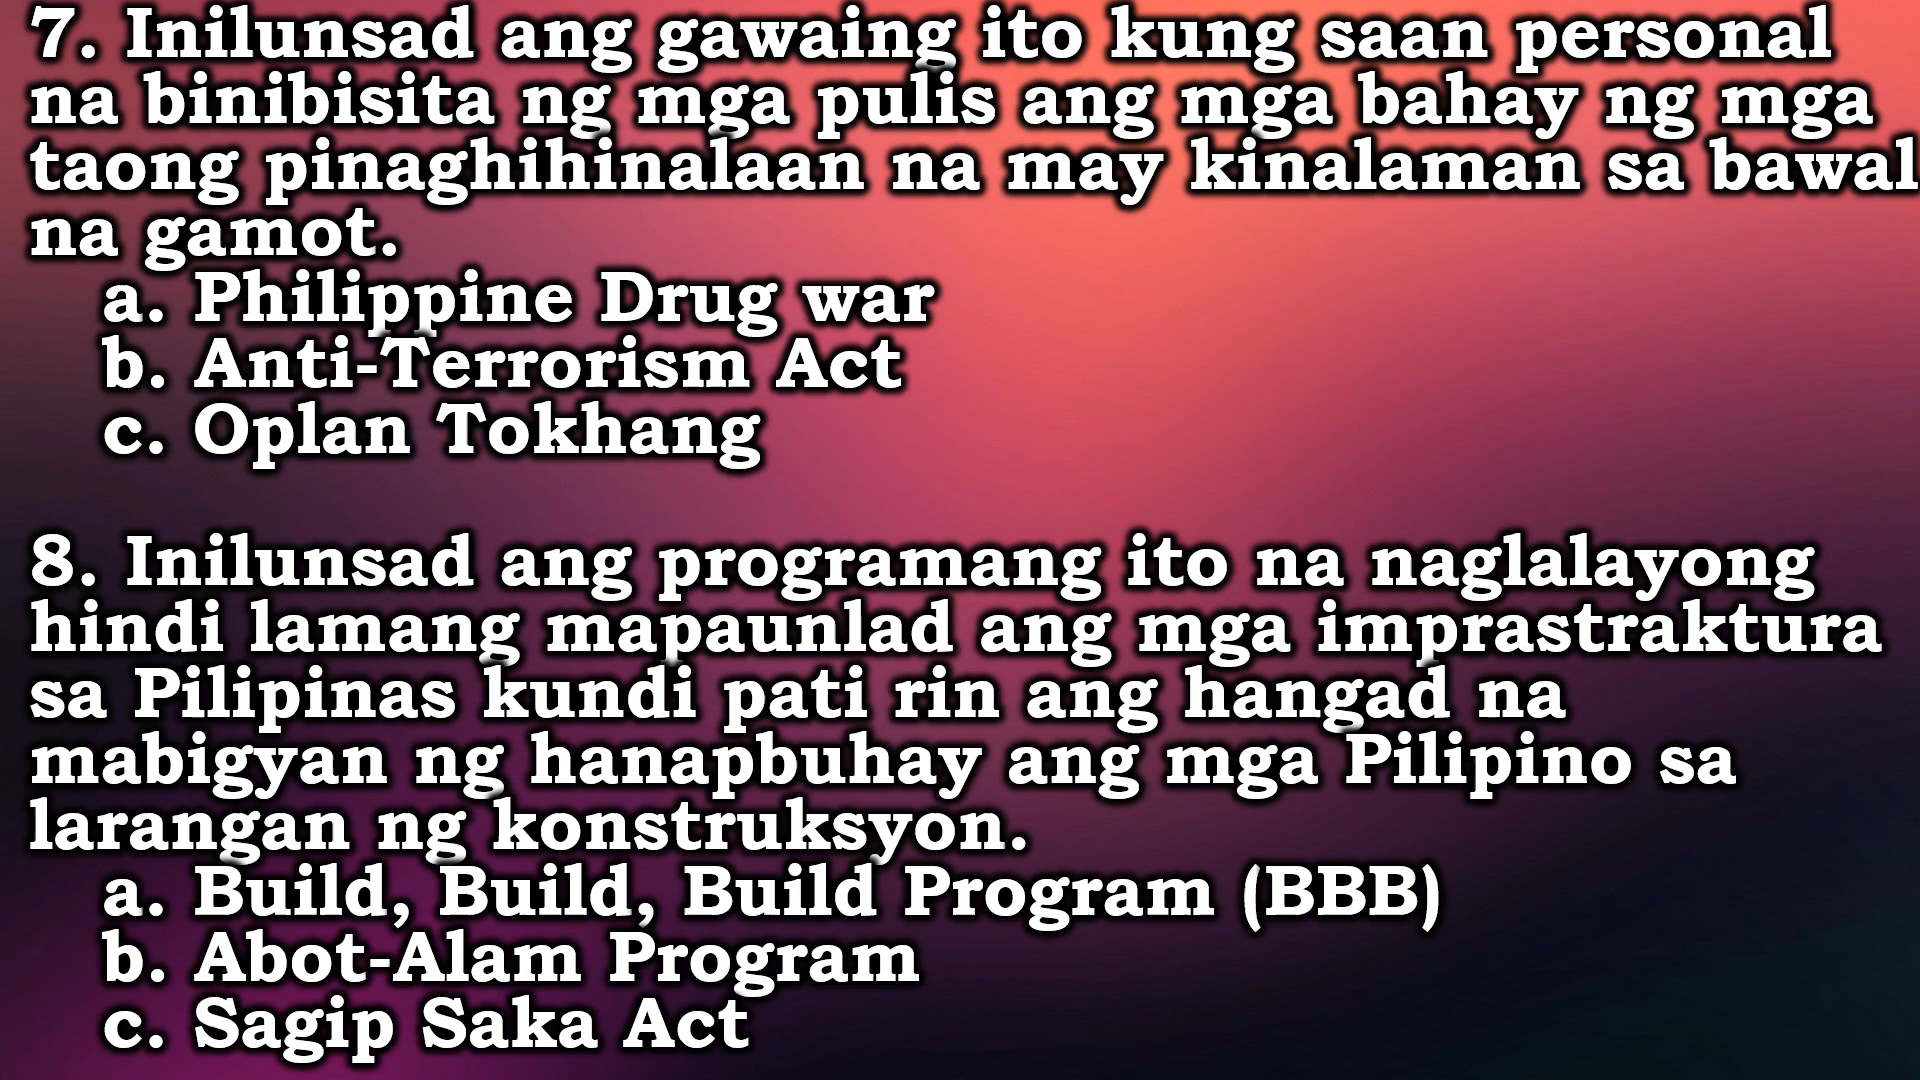 7. Inilunsad ang gawaing ito kung saan personal
na binibisita ng mga pulis ang mga bahay ng mga
taong pinaghihinalaan na may kinalaman sa bawal
na gamot.
a. Philippine Drug war
b. Anti-Terrorism Act
c. Oplan Tokhang
8. Inilunsad ang programang ito na naglalayong
hindi lamang mapaunlad ang mga imprastraktura
sa Pilipinas kundi pati rin ang hangad na
mabigyan ng hanapbuhay ang mga Pilipino sa
larangan ng konstruksyon.
a. Build, Build, Build Program (BBB)
b. Abot-Alam Program
c. Sagip Saka Act